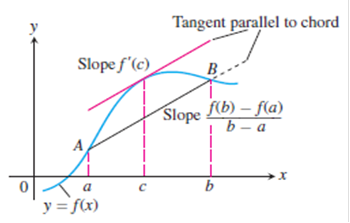 Tangent parallel to chord
y
Slope f′(c)
B
Slope f(b) − f(a)
b − a
A
0
a
c
b
x
y = f(x)